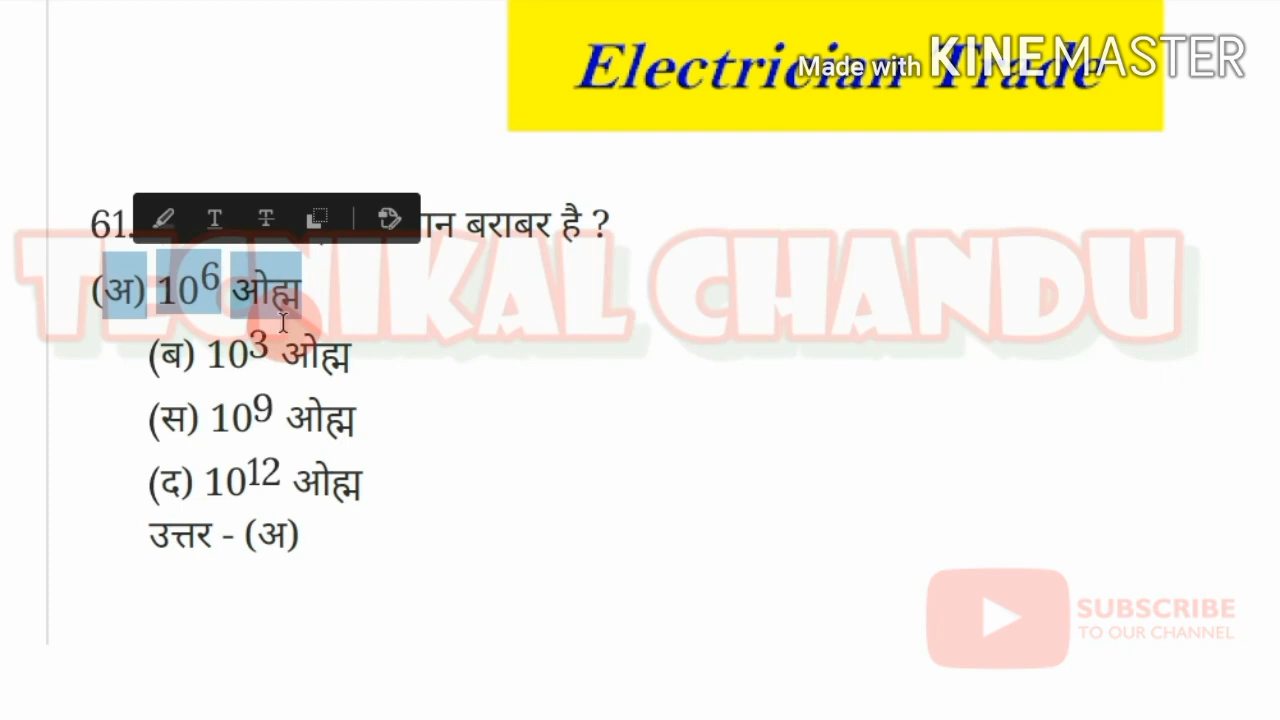 Electrician Trade
Made with KINEMASTER
61. मान बराबर है ?
TECNIKAL CHANDU
(अ) 10⁶ ओह्म
(ब) 10³ ओह्म
(स) 10⁹ ओह्म
(द) 10¹² ओह्म
उत्तर - (अ)
SUBSCRIBE
TO OUR CHANNEL